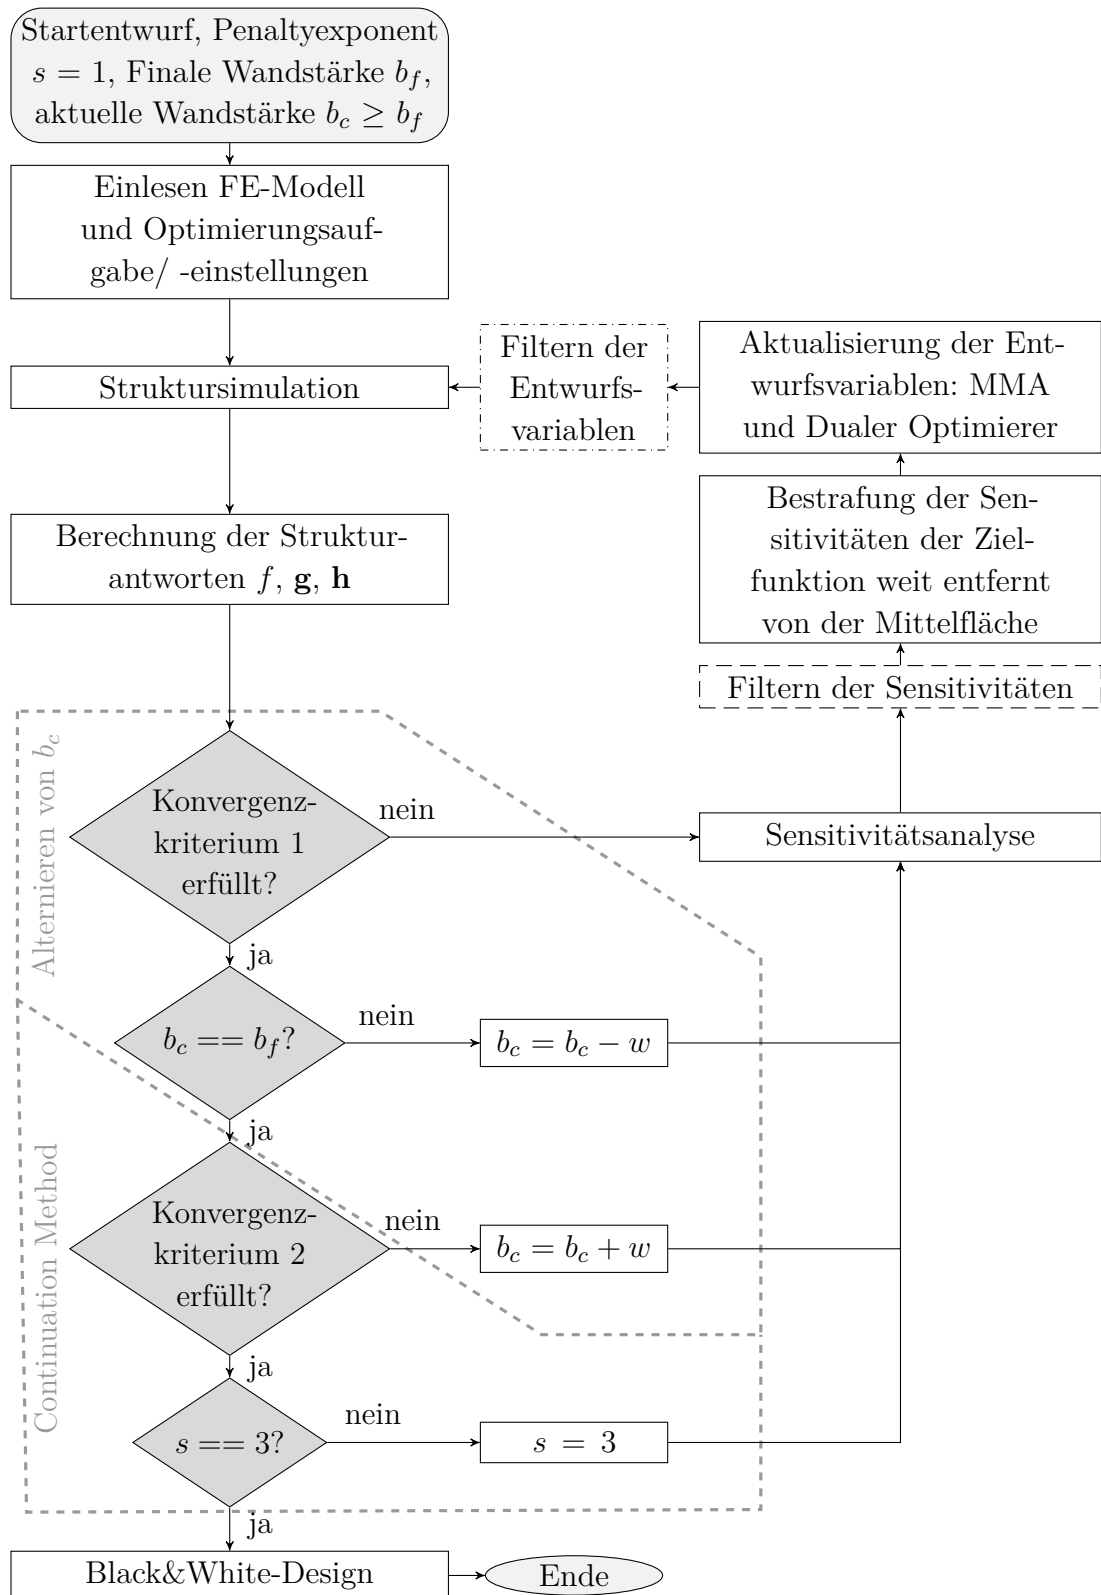 Startentwurf, Penaltyexponent
s = 1, Finale Wandstärke b_f,
aktuelle Wandstärke b_c ≥ b_f
Einlesen FE-Modell
und Optimierungsauf-
gabe/ -einstellungen
Struktursimulation
Filtern der
Entwurfs-
variablen
Aktualisierung der Ent-
wurfsvariablen: MMA
und Dualer Optimierer
Berechnung der Struktur-
antworten f, g, h
Bestrafung der Sen-
sitivitäten der Ziel-
funktion weit entfernt
von der Mittelfläche
Filtern der Sensitivitäten
Alternieren von b_c
Konvergenz-
kriterium 1
erfüllt?
nein
Sensitivitätsanalyse
ja
b_c == b_f?
nein
b_c = b_c − w
ja
Continuation Method
Konvergenz-
kriterium 2
erfüllt?
nein
b_c = b_c + w
ja
s == 3?
nein
s = 3
ja
Black&White-Design
Ende